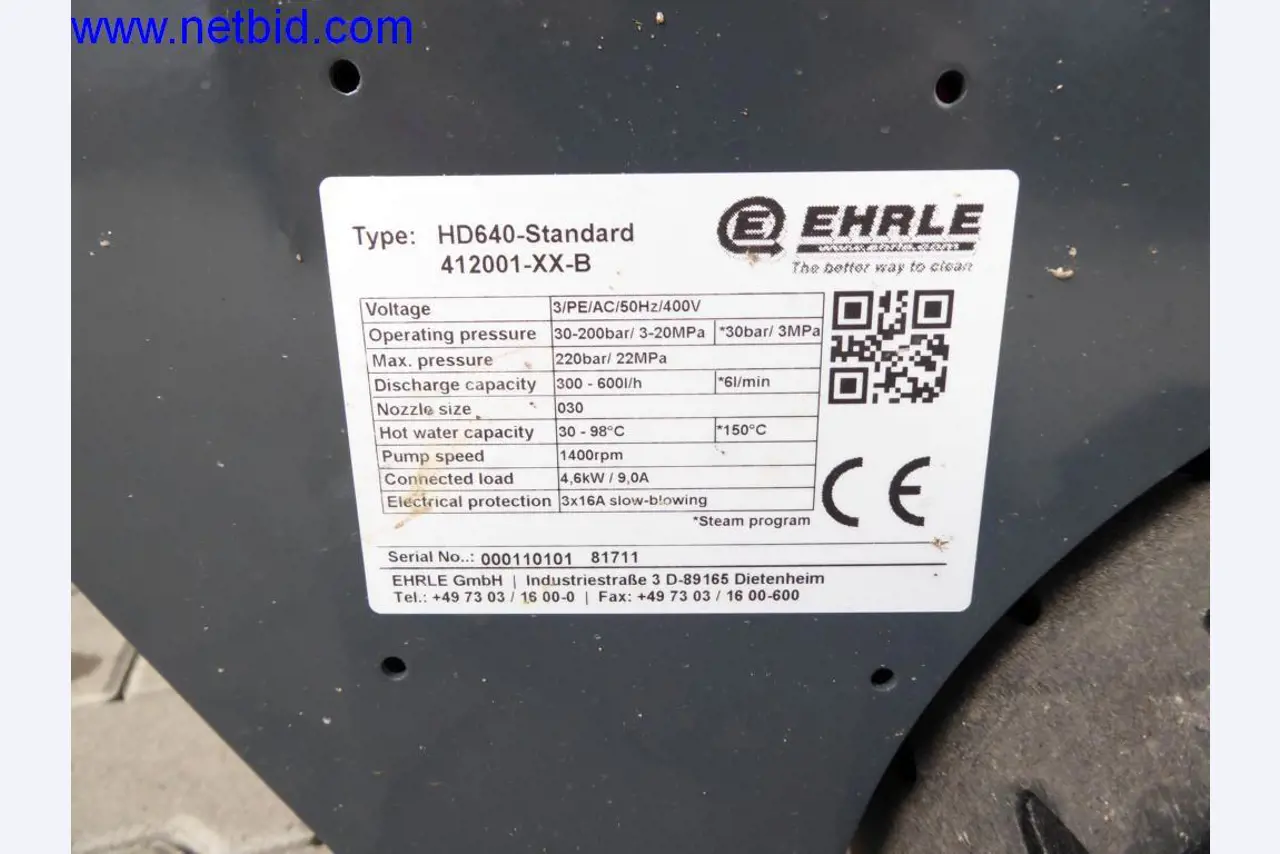 www.netbid.com
Type: HD640-Standard
412001-XX-B
EHRLE
The better way to clean
Voltage 3/PE/AC/50Hz/400V
Operating pressure 30-200bar/ 3-20MPa *30bar/ 3MPa
Max. pressure 220bar/ 22MPa
Discharge capacity 300 - 600l/h *6l/min
Nozzle size 030
Hot water capacity 30 - 98°C *150°C
Pump speed 1400rpm
Connected load 4,6kW / 9,0A
Electrical protection 3x16A slow-blowing
*Steam program
CE
Serial No..: 000110101 81711
EHRLE GmbH | Industriestraße 3 D-89165 Dietenheim
Tel.: +49 73 03 / 16 00-0 | Fax: +49 73 03 / 16 00-600